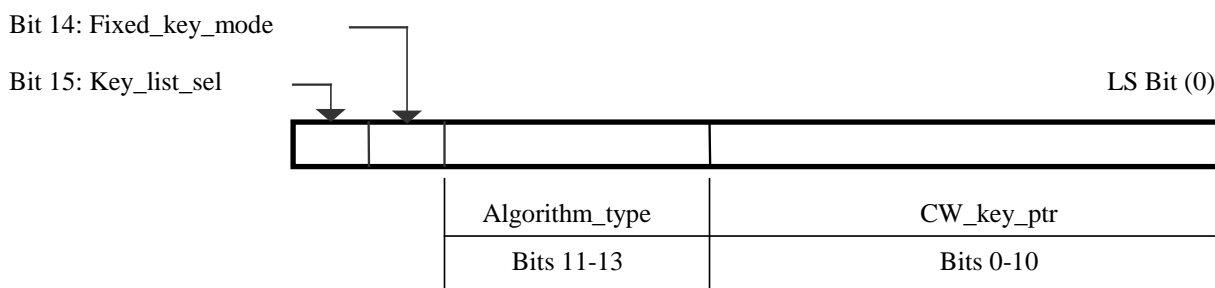 Bit 14: Fixed_key_mode
Bit 15: Key_list_sel
LS Bit (0)
Algorithm_type
CW_key_ptr
Bits 11-13
Bits 0-10